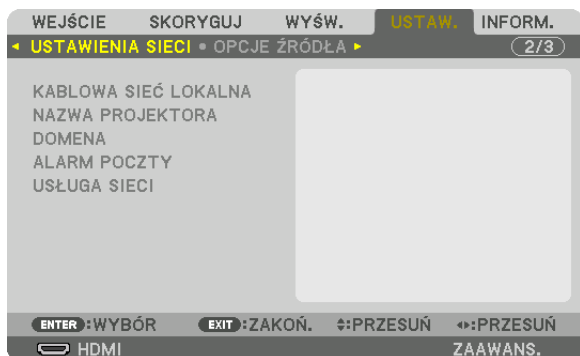 WEJŚCIE SKORYGUJ WYŚW. USTAW. INFORM.
◂ USTAWIENIA SIECI • OPCJE ŹRÓDŁA ▸ 2/3
KABLOWA SIEĆ LOKALNA
NAZWA PROJEKTORA
DOMENA
ALARM POCZTY
USŁUGA SIECI
ENTER :WYBÓR EXIT :ZAKOŃ. :PRZESUŃ :PRZESUŃ
HDMI ZAAWANS.